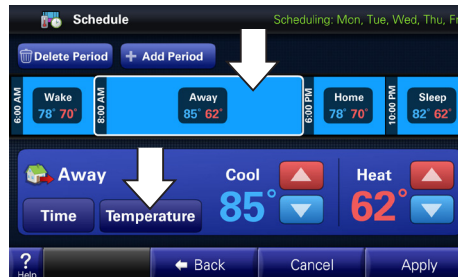 Schedule Scheduling: Mon, Tue, Wed, Thu, Fr
Delete Period + Add Period
6:00 AM Wake 78° 70° 8:00 AM Away 85° 62° 6:00 PM Home 78° 70° 10:00 PM Sleep 82° 62°
Away Cool Heat
Time Temperature 85° 62°
? Help Back Cancel Apply